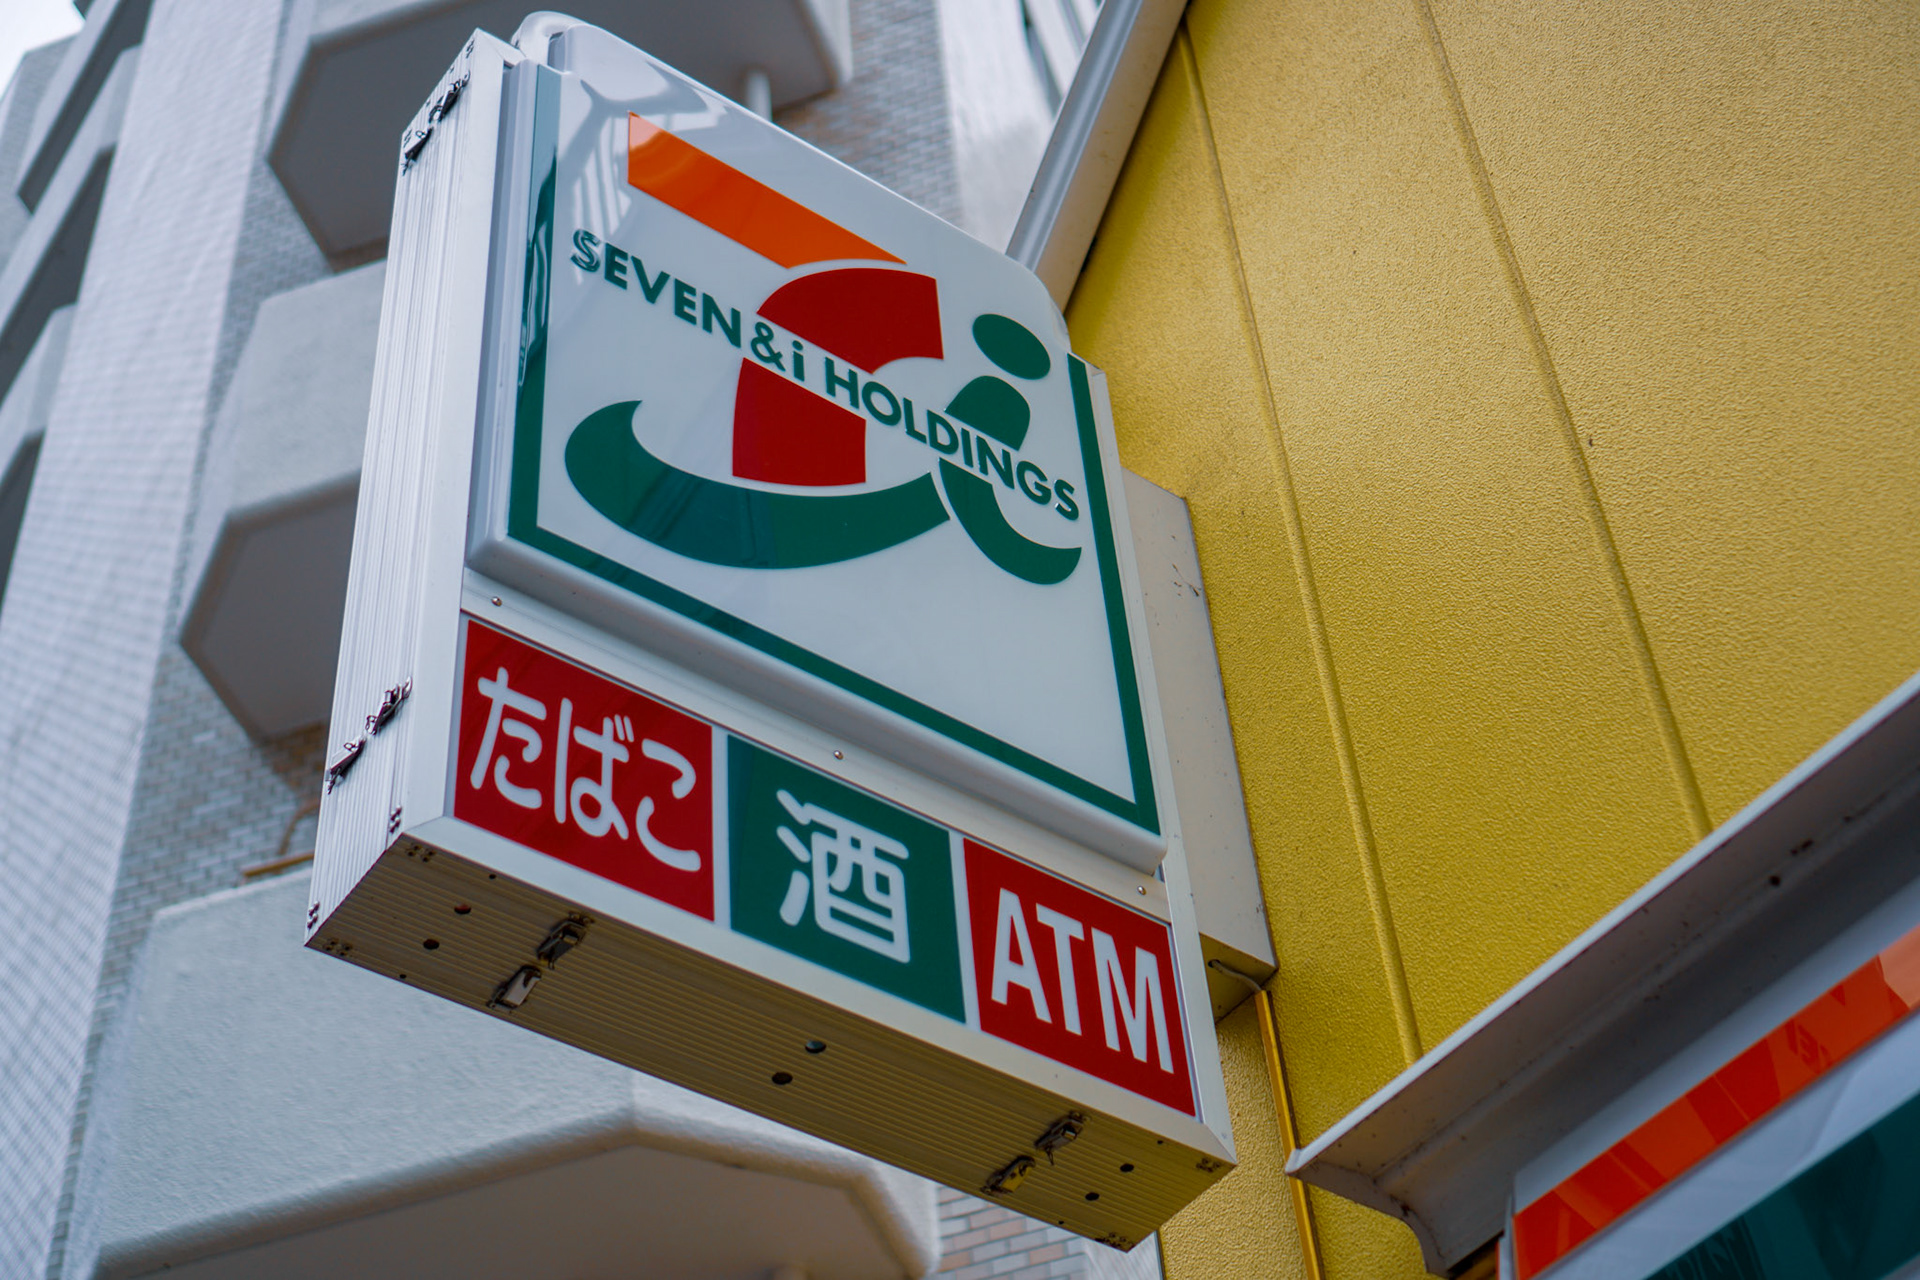 SEVEN&i HOLDINGS
たばこ 酒 ATM